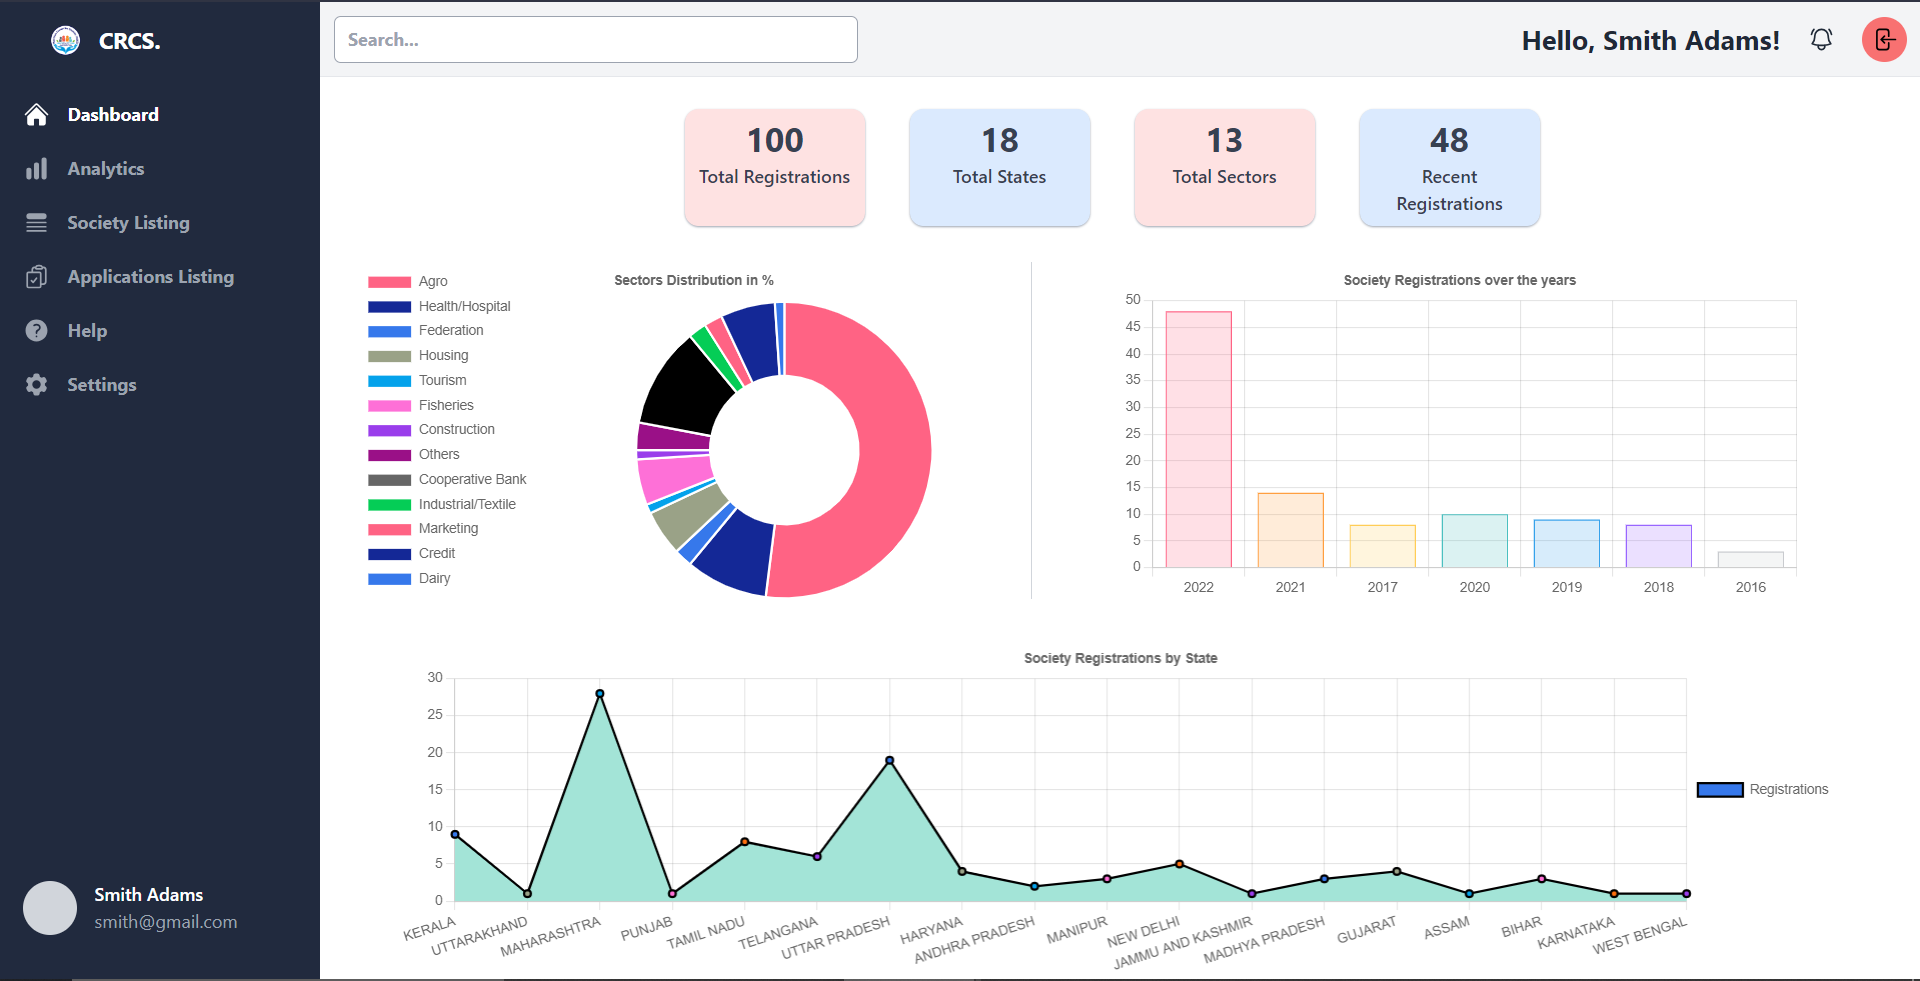 CRCS.
Dashboard
Analytics
Society Listing
Applications Listing
Help
Settings
Smith Adams
smith@gmail.com
Search...
Hello, Smith Adams!
100
Total Registrations
18
Total States
13
Total Sectors
48
Recent
Registrations
Agro
Health/Hospital
Federation
Housing
Tourism
Fisheries
Construction
Others
Cooperative Bank
Industrial/Textile
Marketing
Credit
Dairy
Sectors Distribution in %
Society Registrations over the years
50
45
40
35
30
25
20
15
10
5
0
2022 2021 2017 2020 2019 2018 2016
Society Registrations by State
30
25
20
15
10
5
0
KERALA
UTTARAKHAND
MAHARASHTRA
PUNJAB
TAMIL NADU
TELANGANA
UTTAR PRADESH
HARYANA
ANDHRA PRADESH
MANIPUR
NEW DELHI
JAMMU AND KASHMIR
MADHYA PRADESH
GUJARAT
ASSAM
BIHAR
KARNATAKA
WEST BENGAL
Registrations